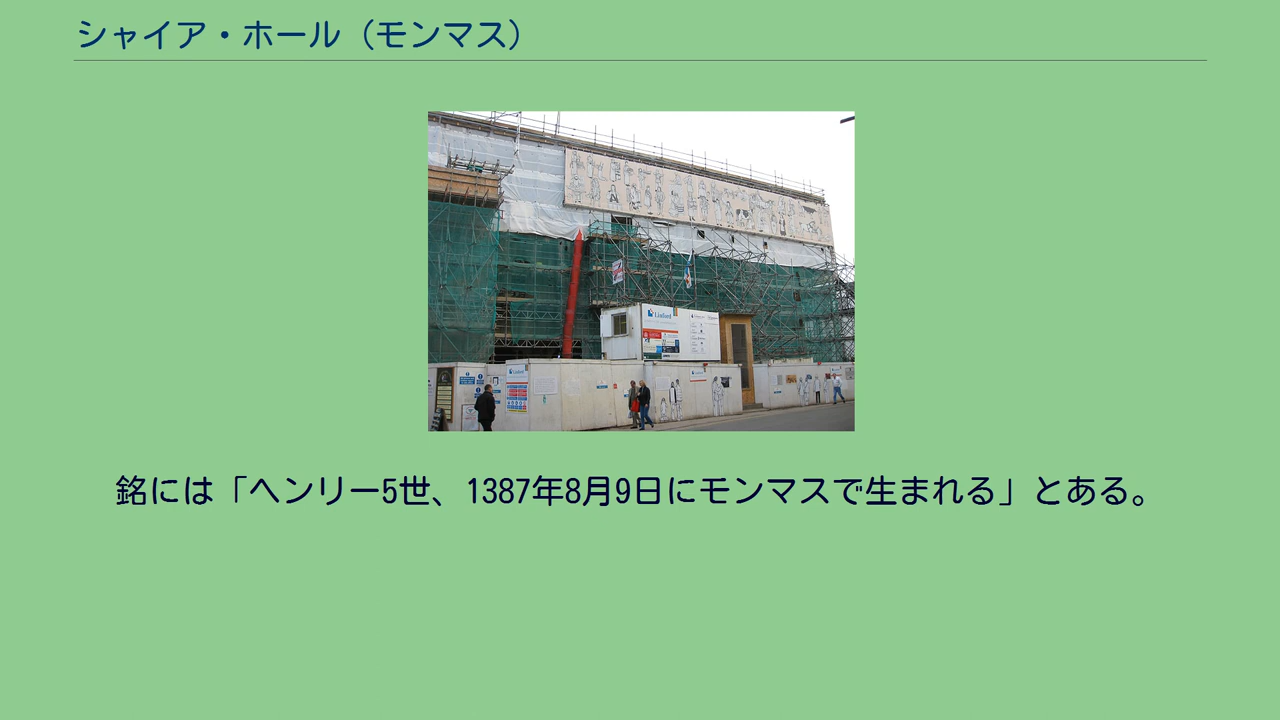 シャイア・ホール（モンマス）
Linford
銘には「ヘンリー5世、1387年8月9日にモンマスで生まれる」とある。